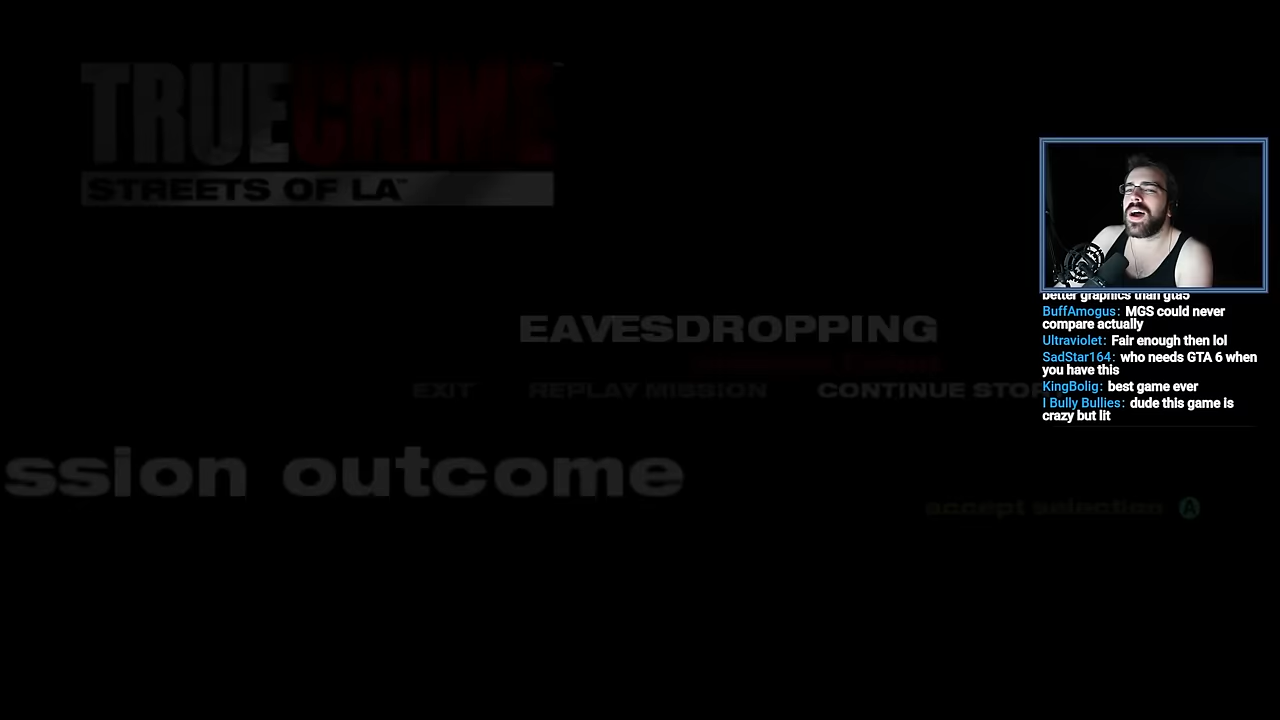 TRUE CRIME
STREETS OF LA™
EAVESDROPPING
EXIT REPLAY MISSION CONTINUE STOR
ssion outcome
accept selection A
better graphics than gta5
BuffAmogus: MGS could never
compare actually
Ultraviolet: Fair enough then lol
SadStar164: who needs GTA 6 when
you have this
KingBolig: best game ever
I Bully Bullies: dude this game is
crazy but lit